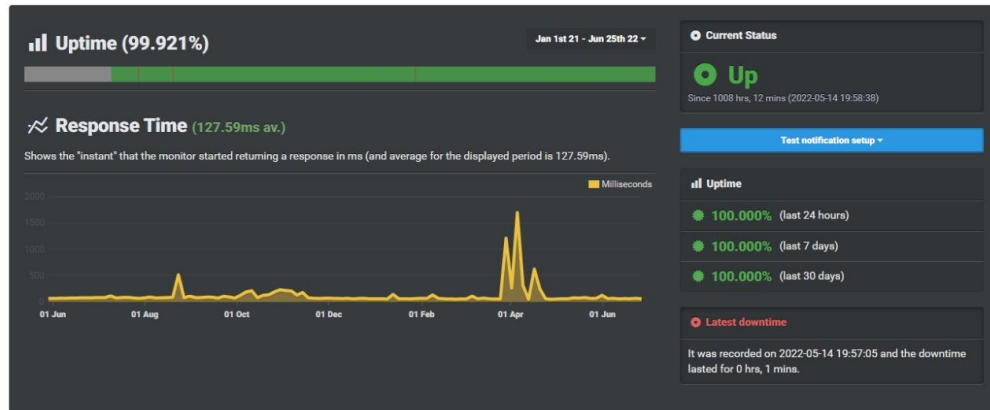 Uptime (99.921%)
Jan 1st 21 - Jun 25th 22
Response Time (127.59ms av.)
Shows the "instant" that the monitor started returning a response in ms (and average for the displayed period is 127.59ms).
Milliseconds
2000
1500
1000
500
0
01 Jun 01 Aug 01 Oct 01 Dec 01 Feb 01 Apr 01 Jun
Current Status
Up
Since 1008 hrs, 12 mins (2022-05-14 19:58:38)
Test notification setup
Uptime
100.000% (last 24 hours)
100.000% (last 7 days)
100.000% (last 30 days)
Latest downtime
It was recorded on 2022-05-14 19:57:05 and the downtime
lasted for 0 hrs, 1 mins.